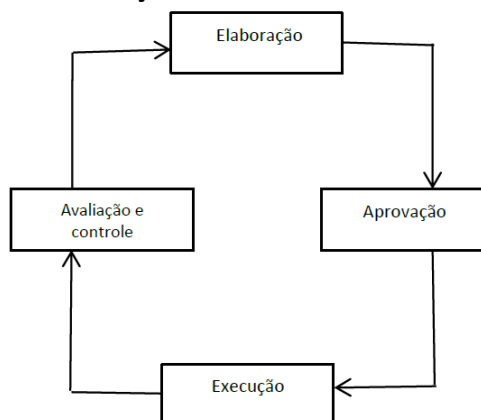 Elaboração
Aprovação
Execução
Avaliação e
controle